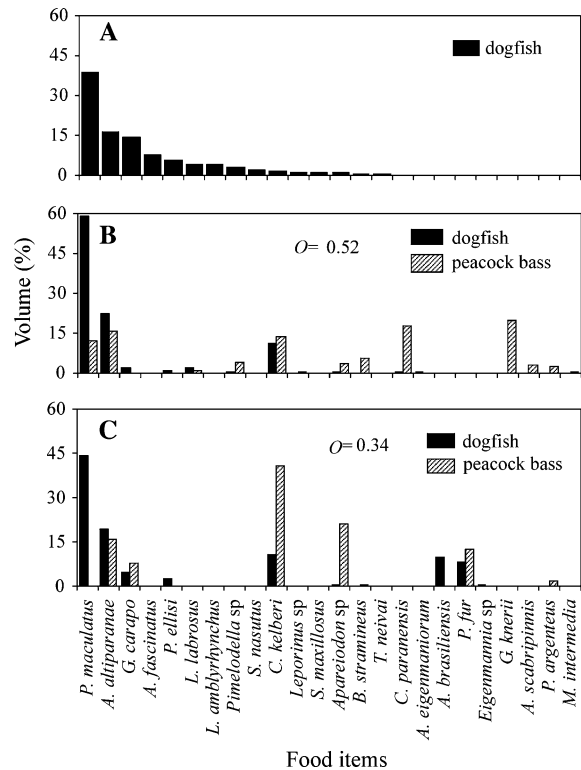 60
A
dogfish
45
30
15
0
60
B
O= 0.52
dogfish
peacock bass
45
30
15
0
Volume (%)
60
C
O= 0.34
dogfish
peacock bass
45
30
15
0
P. maculatus
A. altiparanae
G. carapo
A. fascinatus
P. ellisi
L. labrosus
L. amblyrhynchus
Pimelodella sp
S. nasutus
C. kelberi
Leporinus sp
S. maxillosus
Apareiodon sp
B. stramineus
T. neivai
C. paranensis
A. eigenmaniorum
A. brasiliensis
P. fur
Eigenmannia sp
G. knerii
A. scabripinnis
P. argenteus
M. intermedia
Food items